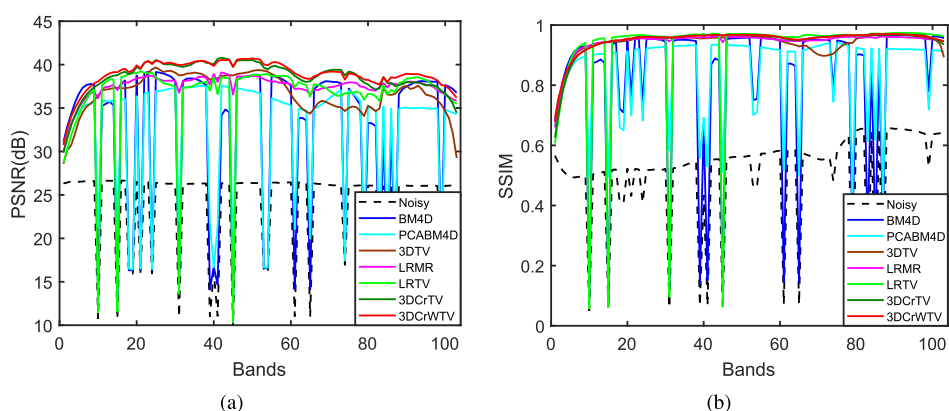 45
40
35
30
25
20
15
10
PSNR(dB)
0
20
40
60
80
100
Bands
Noisy
BM4D
PCABM4D
3DTV
LRMR
LRTV
3DCrTV
3DCrWTV
(a)
1
0.8
0.6
0.4
0.2
0
SSIM
0
20
40
60
80
100
Bands
Noisy
BM4D
PCABM4D
3DTV
LRMR
LRTV
3DCrTV
3DCrWTV
(b)